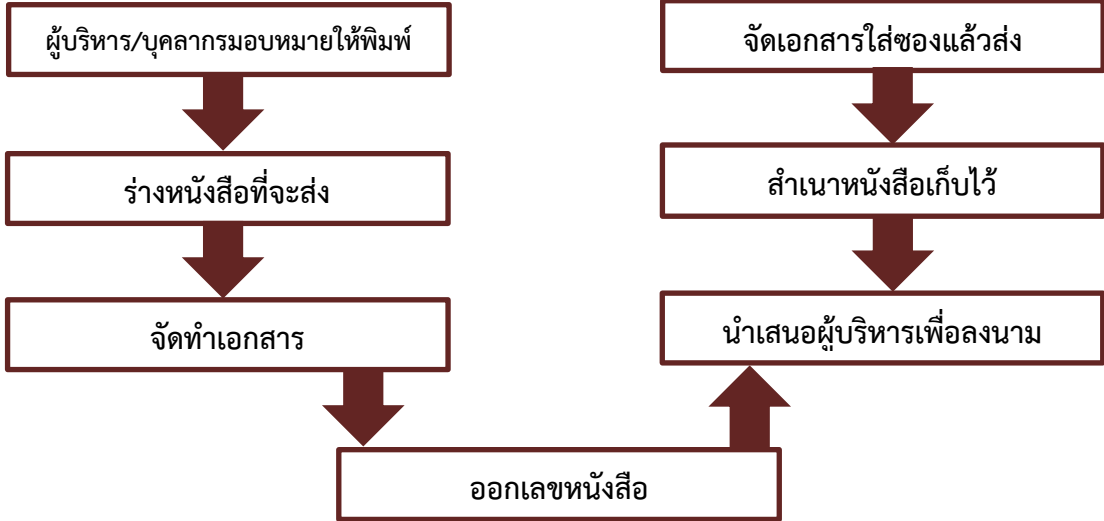 ผู้บริหาร/บุคลากรมอบหมายให้พิมพ์
จัดเอกสารใส่ซองแล้วส่ง
ร่างหนังสือที่จะส่ง
สำเนาหนังสือเก็บไว้
จัดทำเอกสาร
นำเสนอผู้บริหารเพื่อลงนาม
ออกเลขหนังสือ